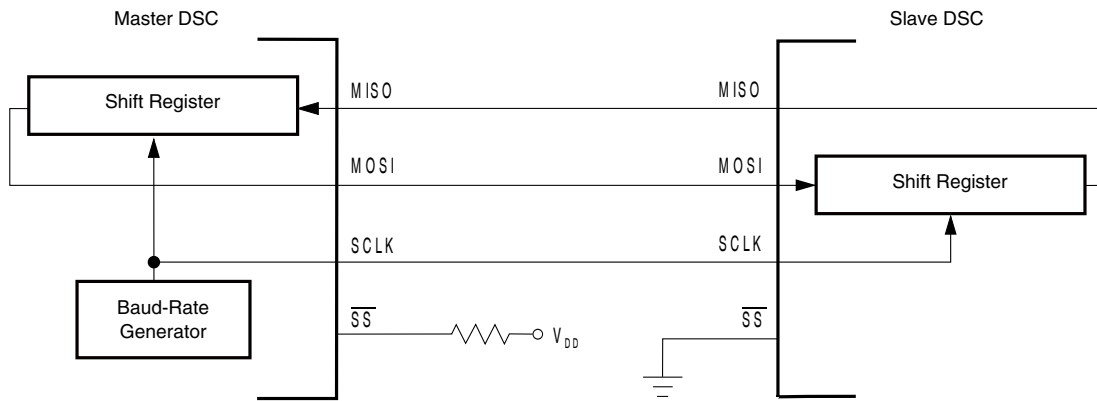 Master DSC
Slave DSC
Shift Register
MISO
MISO
MOSI
MOSI
Shift Register
SCLK
SCLK
Baud-Rate
Generator
SS
VDD
SS